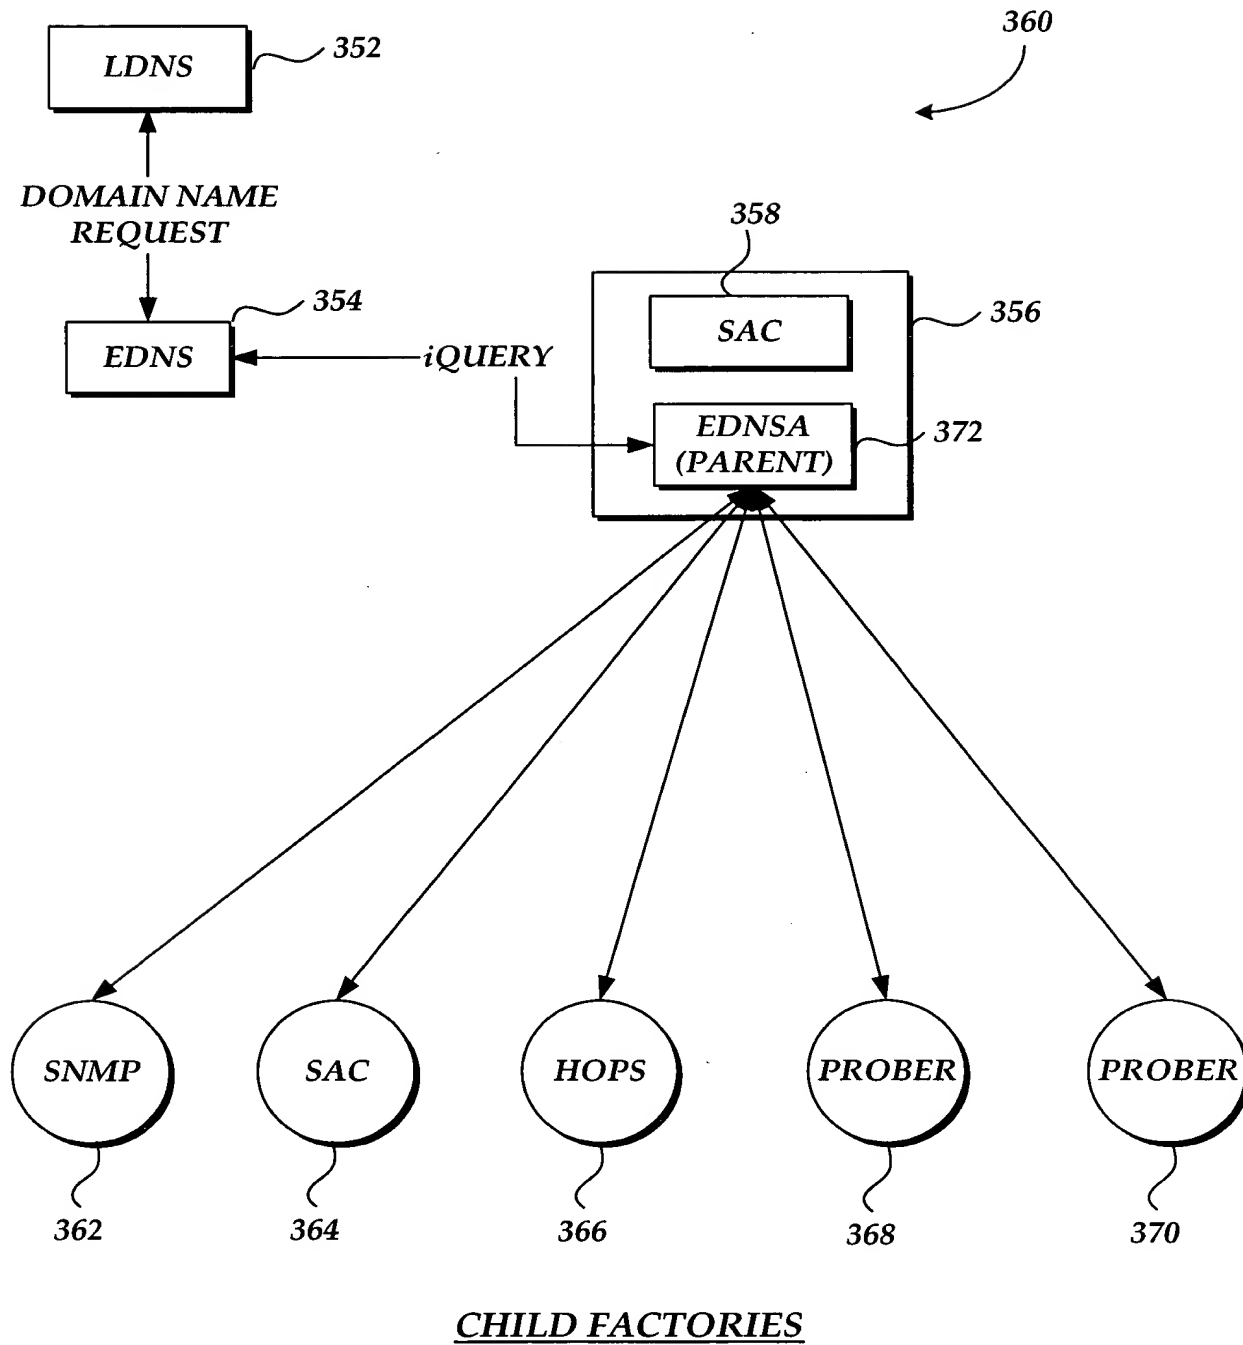 360
LDNS
352
DOMAIN NAME
REQUEST
358
354
SAC
356
EDNS
iQUERY
EDNSA
(PARENT)
372
SNMP
SAC
HOPS
PROBER
PROBER
362
364
366
368
370
CHILD FACTORIES